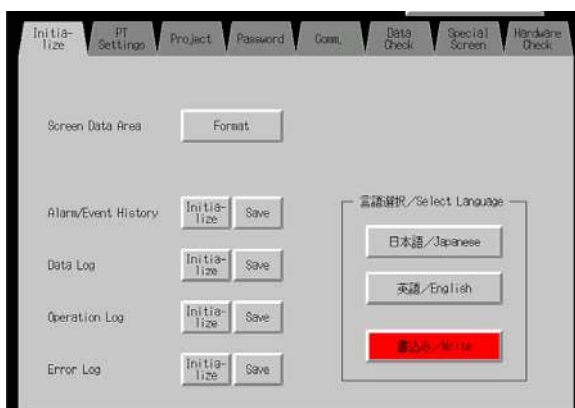 Initia-
lize
PT
Settings
Project
Password
Comm.
Data
Check
Special
Screen
Hardware
Check
Screen Data Area
Format
Alarm/Event History
Initia-
lize
Save
言語選択/Select Language
日本語/Japanese
Data Log
Initia-
lize
Save
英語/English
Operation Log
Initia-
lize
Save
書込み/Write
Error Log
Initia-
lize
Save